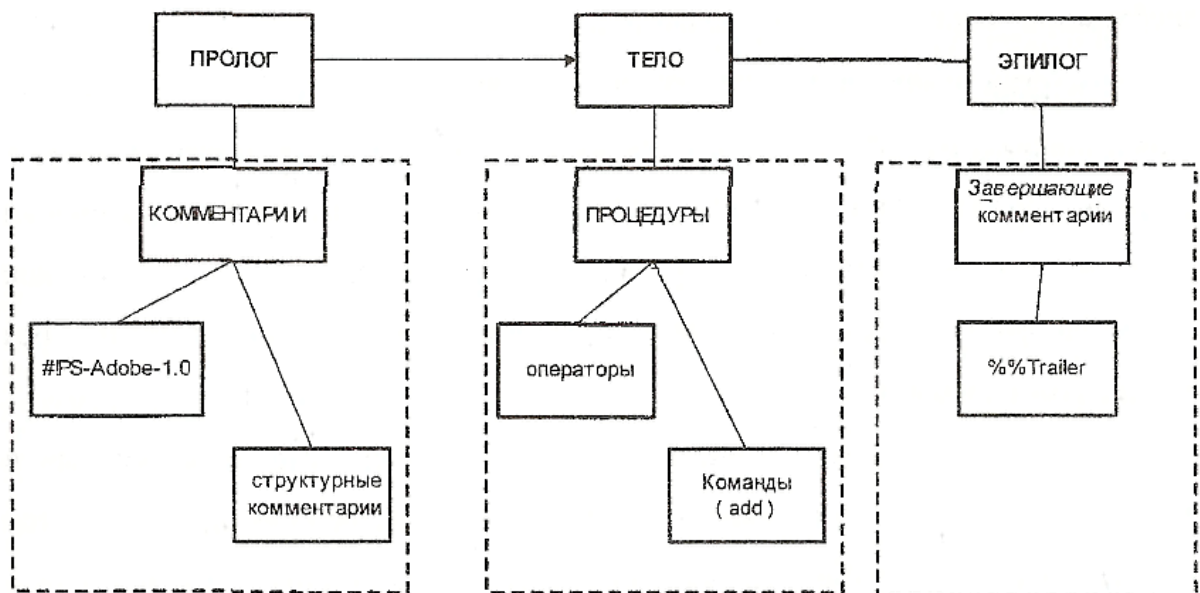 ПРОЛОГ
ТЕЛО
ЭПИЛОГ
КОММЕНТАРИИ
ПРОЦЕДУРЫ
Завершающие
комментарии
#!PS-Adobe-1.0
операторы
%%Trailer
структурные
комментарии
Команды
( add )